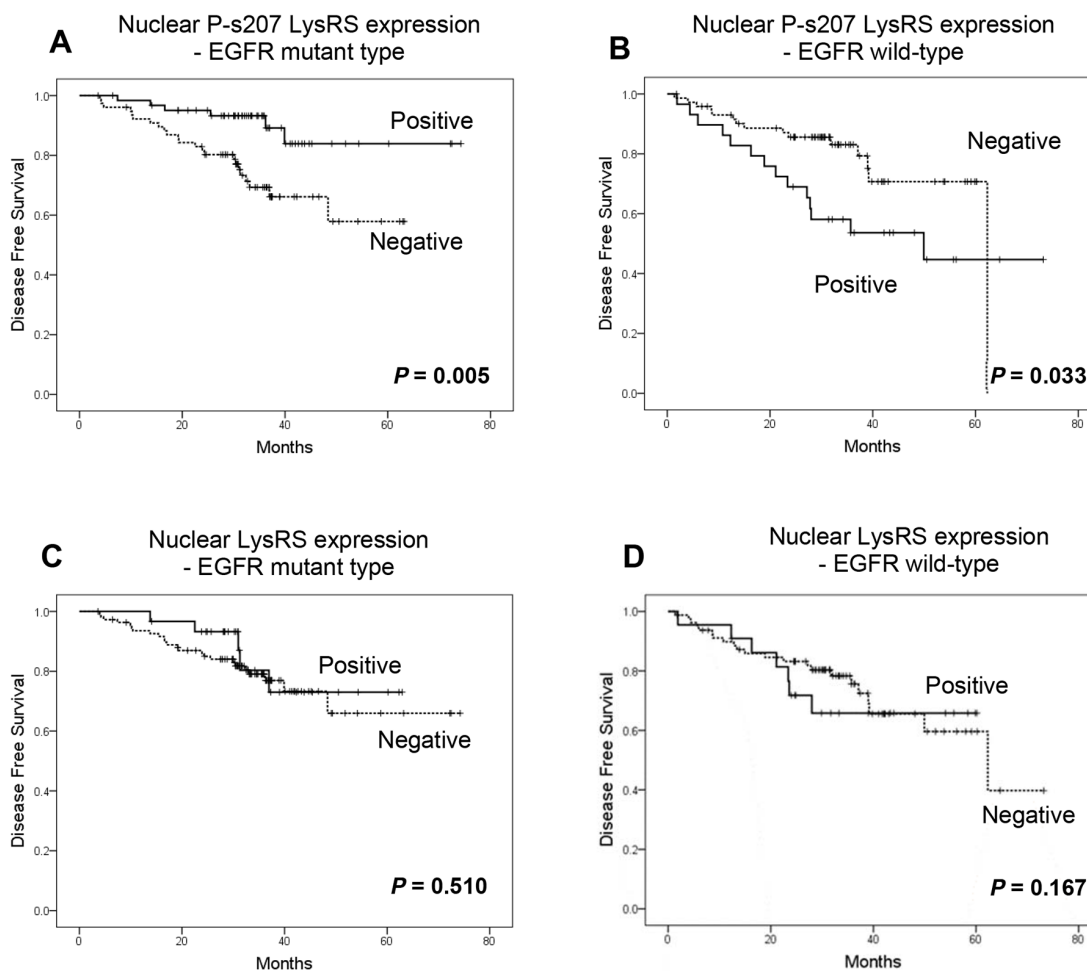 A
Nuclear P-s207 LysRS expression
- EGFR mutant type
Disease Free Survival
1.0
0.8
0.6
0.4
0.2
0.0
Positive
Negative
P = 0.005
0 20 40 60 80
Months
B
Nuclear P-s207 LysRS expression
- EGFR wild-type
Disease Free Survival
1.0
0.8
0.6
0.4
0.2
0.0
Negative
Positive
P = 0.033
0 20 40 60 80
Months
C
Nuclear LysRS expression
- EGFR mutant type
Disease Free Survival
1.0
0.8
0.6
0.4
0.2
0.0
Positive
Negative
P = 0.510
0 20 40 60 80
Months
D
Nuclear LysRS expression
- EGFR wild-type
Disease Free Survival
1.0
0.8
0.6
0.4
0.2
0.0
Positive
Negative
P = 0.167
0 20 40 60 80
Months